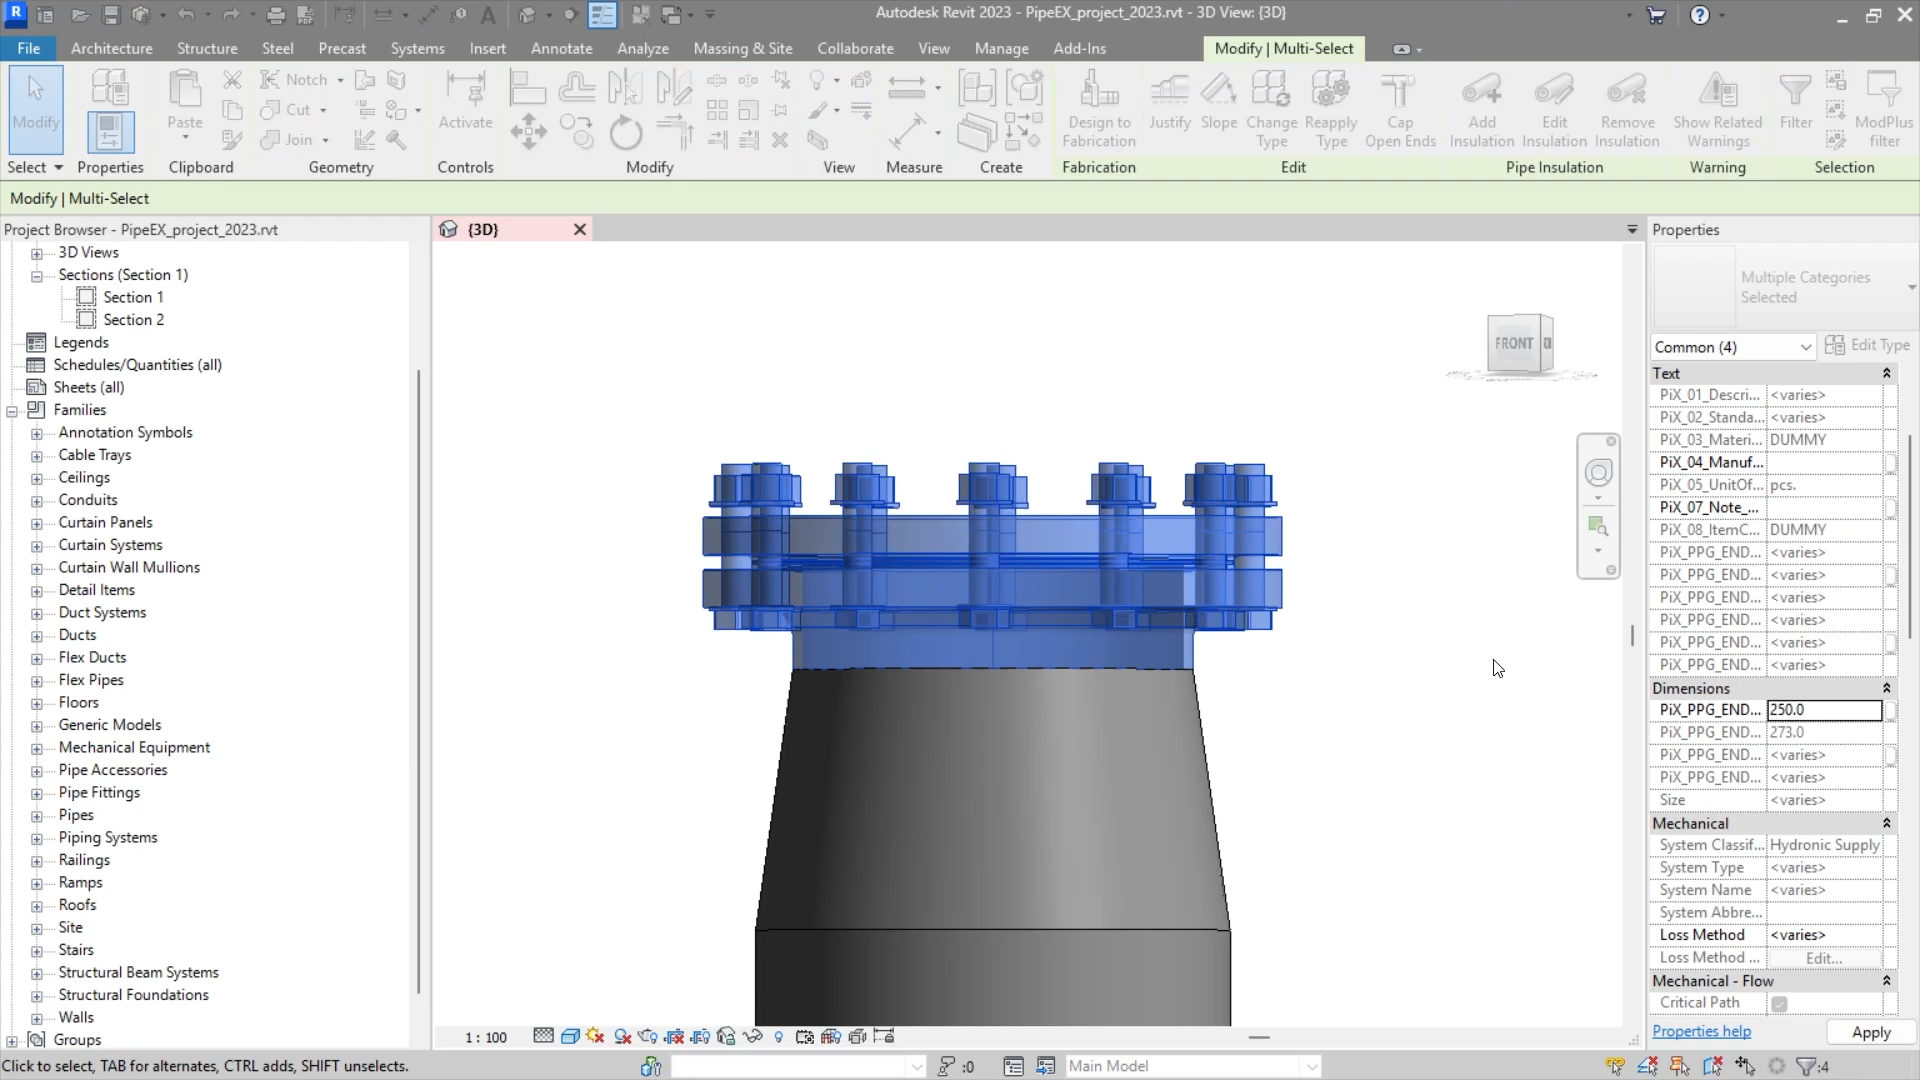 Autodesk Revit 2023 - PipeEX_project_2023.rvt - 3D View: {3D}
File Architecture Structure Steel Precast Systems Insert Annotate Analyze Massing & Site Collaborate View Manage Add-Ins Modify | Multi-Select
Modify
Paste
Notch
Cut
Join
Activate
Design to Fabrication
Justify
Slope
Change Type
Reapply Type
Cap Open Ends
Add Insulation
Edit Insulation
Remove Insulation
Show Related Warnings
Filter
ModPlus filter
Select Properties Clipboard Geometry Controls Modify View Measure Create Fabrication Edit Pipe Insulation Warning Selection
Modify | Multi-Select
Project Browser - PipeEX_project_2023.rvt
3D Views
Sections (Section 1)
Section 1
Section 2
Legends
Schedules/Quantities (all)
Sheets (all)
Families
Annotation Symbols
Cable Trays
Ceilings
Conduits
Curtain Panels
Curtain Systems
Curtain Wall Mullions
Detail Items
Duct Systems
Ducts
Flex Ducts
Flex Pipes
Floors
Generic Models
Mechanical Equipment
Pipe Accessories
Pipe Fittings
Pipes
Piping Systems
Railings
Ramps
Roofs
Site
Stairs
Structural Beam Systems
Structural Foundations
Walls
Groups
{3D}
FRONT
1 : 100
Properties
Multiple Categories
Selected
Common (4) Edit Type
Text
PiX_01_Descri... <varies>
PiX_02_Standa... <varies>
PiX_03_Materi... DUMMY
PiX_04_Manuf...
PiX_05_UnitOf... pcs.
PiX_07_Note_...
PiX_08_ItemC... DUMMY
PiX_PPG_END... <varies>
PiX_PPG_END... <varies>
PiX_PPG_END... <varies>
PiX_PPG_END... <varies>
PiX_PPG_END... <varies>
PiX_PPG_END... <varies>
Dimensions
PiX_PPG_END... 250.0
PiX_PPG_END... 273.0
PiX_PPG_END... <varies>
PiX_PPG_END... <varies>
Size <varies>
Mechanical
System Classif... Hydronic Supply
System Type <varies>
System Name <varies>
System Abbre...
Loss Method <varies>
Loss Method ... Edit...
Mechanical - Flow
Critical Path
Properties help Apply
Click to select, TAB for alternates, CTRL adds, SHIFT unselects.
:0
Main Model
:4